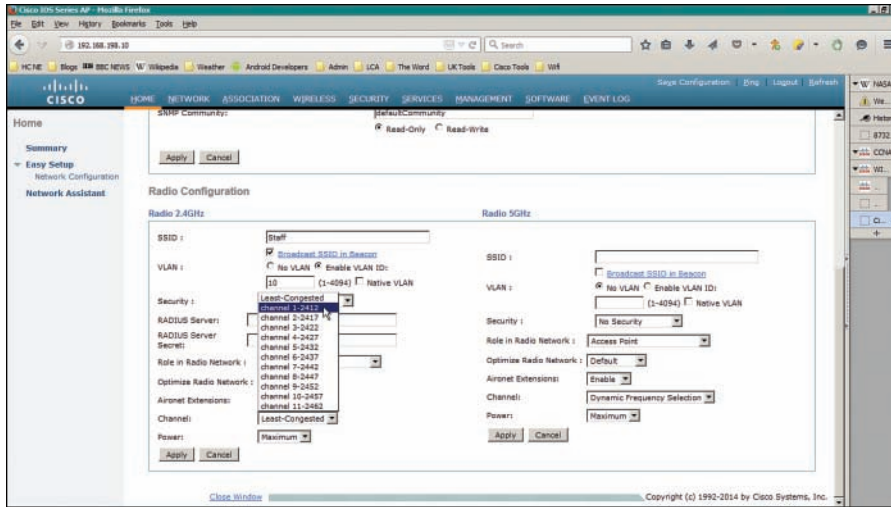 Cisco IOS Series AP - Mozilla Firefox
File Edit View History Bookmarks Tools Help
192.168.198.10
Search
HC NE Blogs BBC NEWS Wikipedia Weather Android Developers Admin LCA The Word UK Tools Cisco Tools Wifi
CISCO
Save Configuration Ping Logout Refresh
HOME NETWORK ASSOCIATION WIRELESS SECURITY SERVICES MANAGEMENT SOFTWARE EVENT LOG
Home
Summary
Easy Setup
Network Configuration
Network Assistant
SNMP Community: defaultCommunity
Read-Only Read-Write
Apply Cancel
Radio Configuration
Radio 2.4GHz
SSID : Staff
Broadcast SSID in Beacon
VLAN : No VLAN Enable VLAN ID:
10 (1-4094) Native VLAN
Security :
RADIUS Server:
RADIUS Server Secret:
Role in Radio Network :
Optimize Radio Network :
Aironet Extensions:
Least-Congested
channel 1-2412
channel 2-2417
channel 3-2422
channel 4-2427
channel 5-2432
channel 6-2437
channel 7-2442
channel 8-2447
channel 9-2452
channel 10-2457
channel 11-2462
Channel: Least-Congested
Power: Maximum
Apply Cancel
Radio 5GHz
SSID :
Broadcast SSID in Beacon
VLAN : No VLAN Enable VLAN ID:
(1-4094) Native VLAN
Security : No Security
Role in Radio Network : Access Point
Optimize Radio Network : Default
Aironet Extensions: Enable
Channel: Dynamic Frequency Selection
Power: Maximum
Apply Cancel
Close Window
Copyright (c) 1992-2014 by Cisco Systems, Inc.
W NASA
We...
Heter
8732
CCNA
WI...